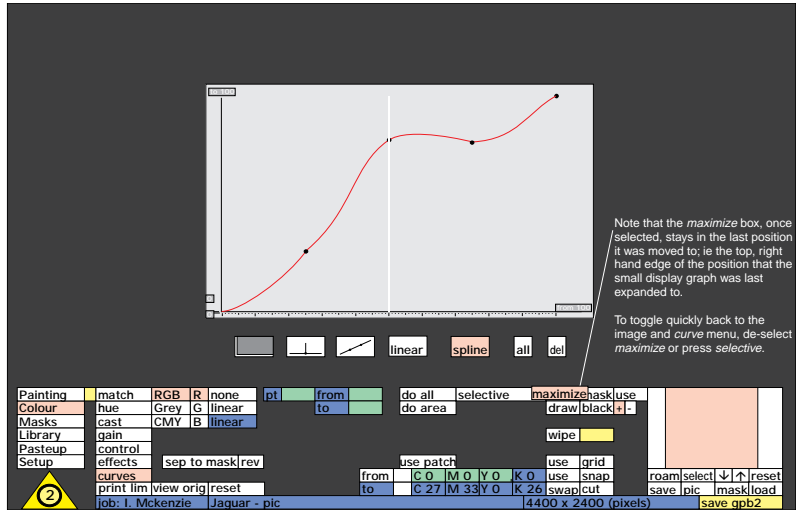 Note that the maximize box, once
selected, stays in the last position
it was moved to; ie the top, right
hand edge of the position that the
small display graph was last
expanded to.
To toggle quickly back to the
image and curve menu, de-select
maximize or press selective.
linear spline all del
Painting match RGB R none pt from do all selective maximize mask use
Colour hue Grey G linear to do area draw black + -
Masks cast CMY B linear
Library gain wipe
Pasteup control
Setup effects sep to mask rev use patch use grid
curves from C 0 M 0 Y 0 K 0 use snap roam select ↓ ↑ reset
2 print lim view orig reset to C 27 M 33 Y 0 K 26 swap cut save pic mask load
job: I. Mckenzie Jaguar - pic 4400 x 2400 (pixels) save gpb2